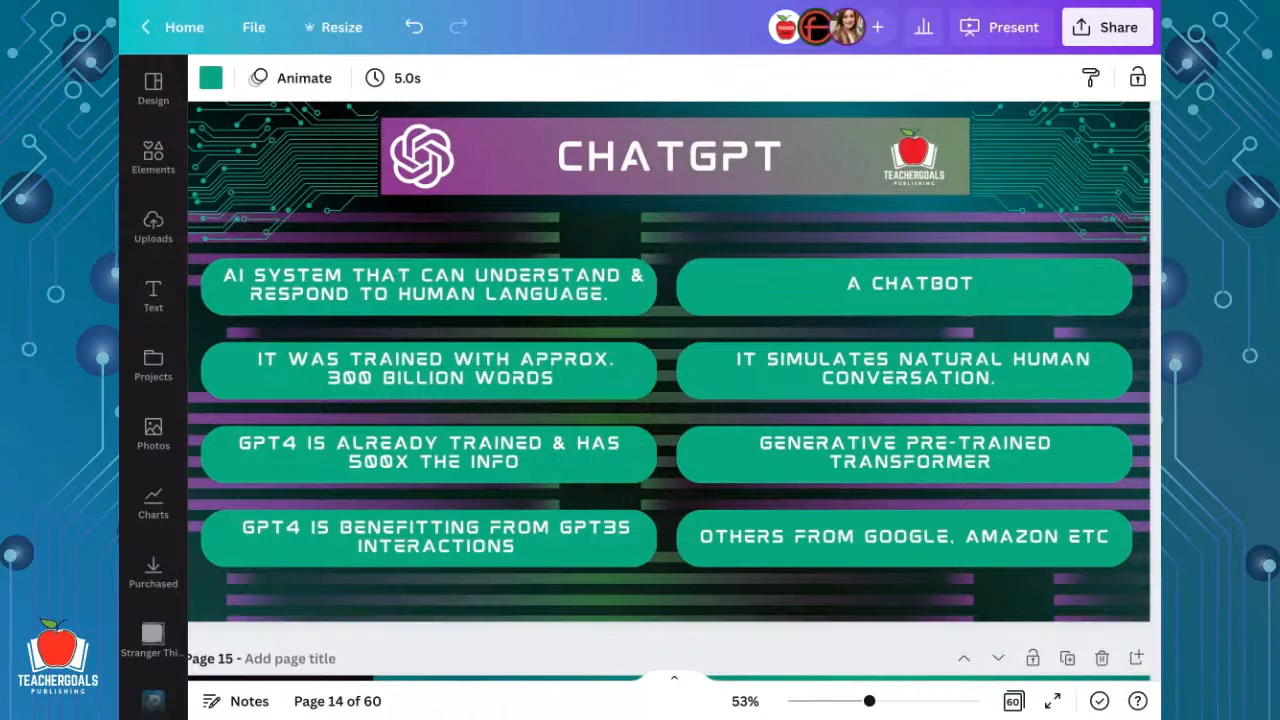 Home
File
Resize
Present
Share
Animate
5.0s
Design
Elements
Uploads
Text
Projects
Photos
Charts
Purchased
Stranger Thi...
CHATGPT
TEACHERGOALS
PUBLISHING
AI SYSTEM THAT CAN UNDERSTAND &
RESPOND TO HUMAN LANGUAGE.
A CHATBOT
IT WAS TRAINED WITH APPROX.
300 BILLION WORDS
IT SIMULATES NATURAL HUMAN
CONVERSATION.
GPT4 IS ALREADY TRAINED & HAS
500X THE INFO
GENERATIVE PRE-TRAINED
TRANSFORMER
GPT4 IS BENEFITTING FROM GPT3S
INTERACTIONS
OTHERS FROM GOOGLE, AMAZON ETC
Page 15 - Add page title
Notes
Page 14 of 60
53%
60
TEACHERGOALS
PUBLISHING